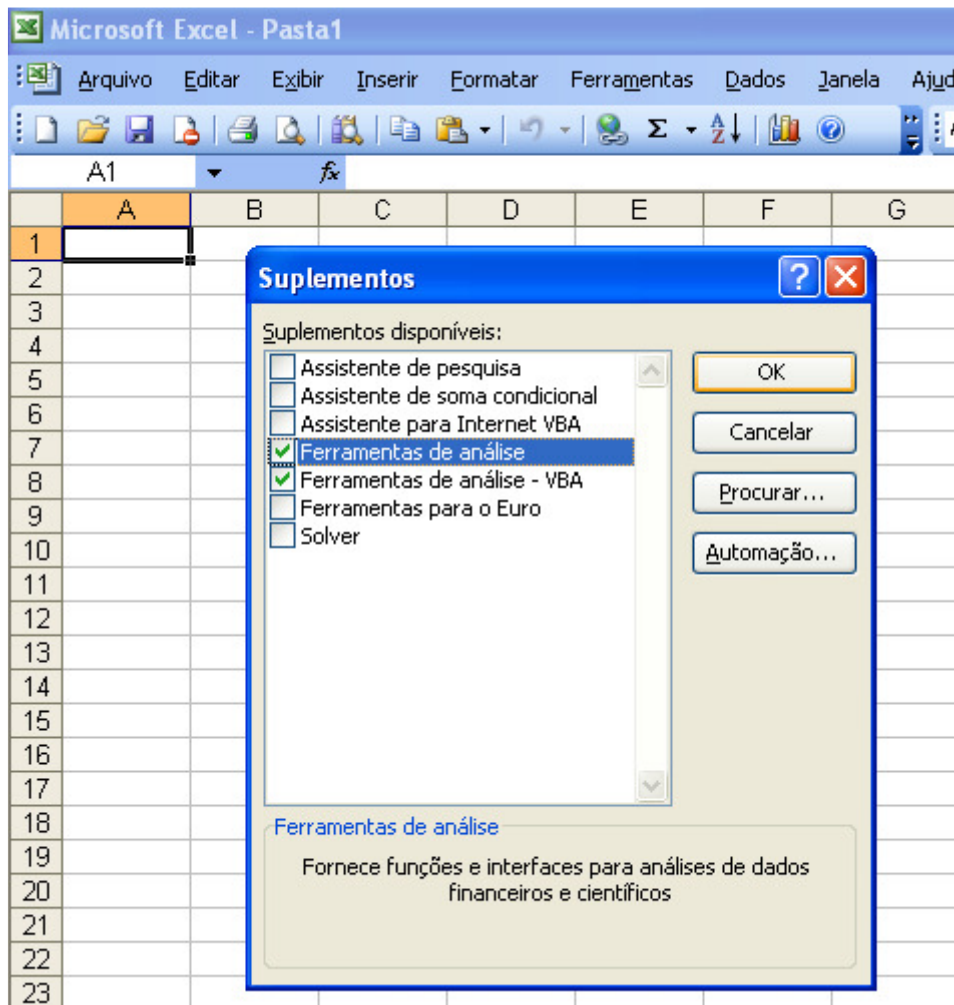 Microsoft Excel - Pasta1
Arquivo Editar Exibir Inserir Formatar Ferramentas Dados Janela Ajud
A1 fx
A B C D E F G
1
2
3
4
5
6
7
8
9
10
11
12
13
14
15
16
17
18
19
20
21
22
23
Suplementos
Suplementos disponíveis:
Assistente de pesquisa
Assistente de soma condicional
Assistente para Internet VBA
Ferramentas de análise
Ferramentas de análise - VBA
Ferramentas para o Euro
Solver
OK
Cancelar
Procurar...
Automação...
Ferramentas de análise
Fornece funções e interfaces para análises de dados
financeiros e científicos